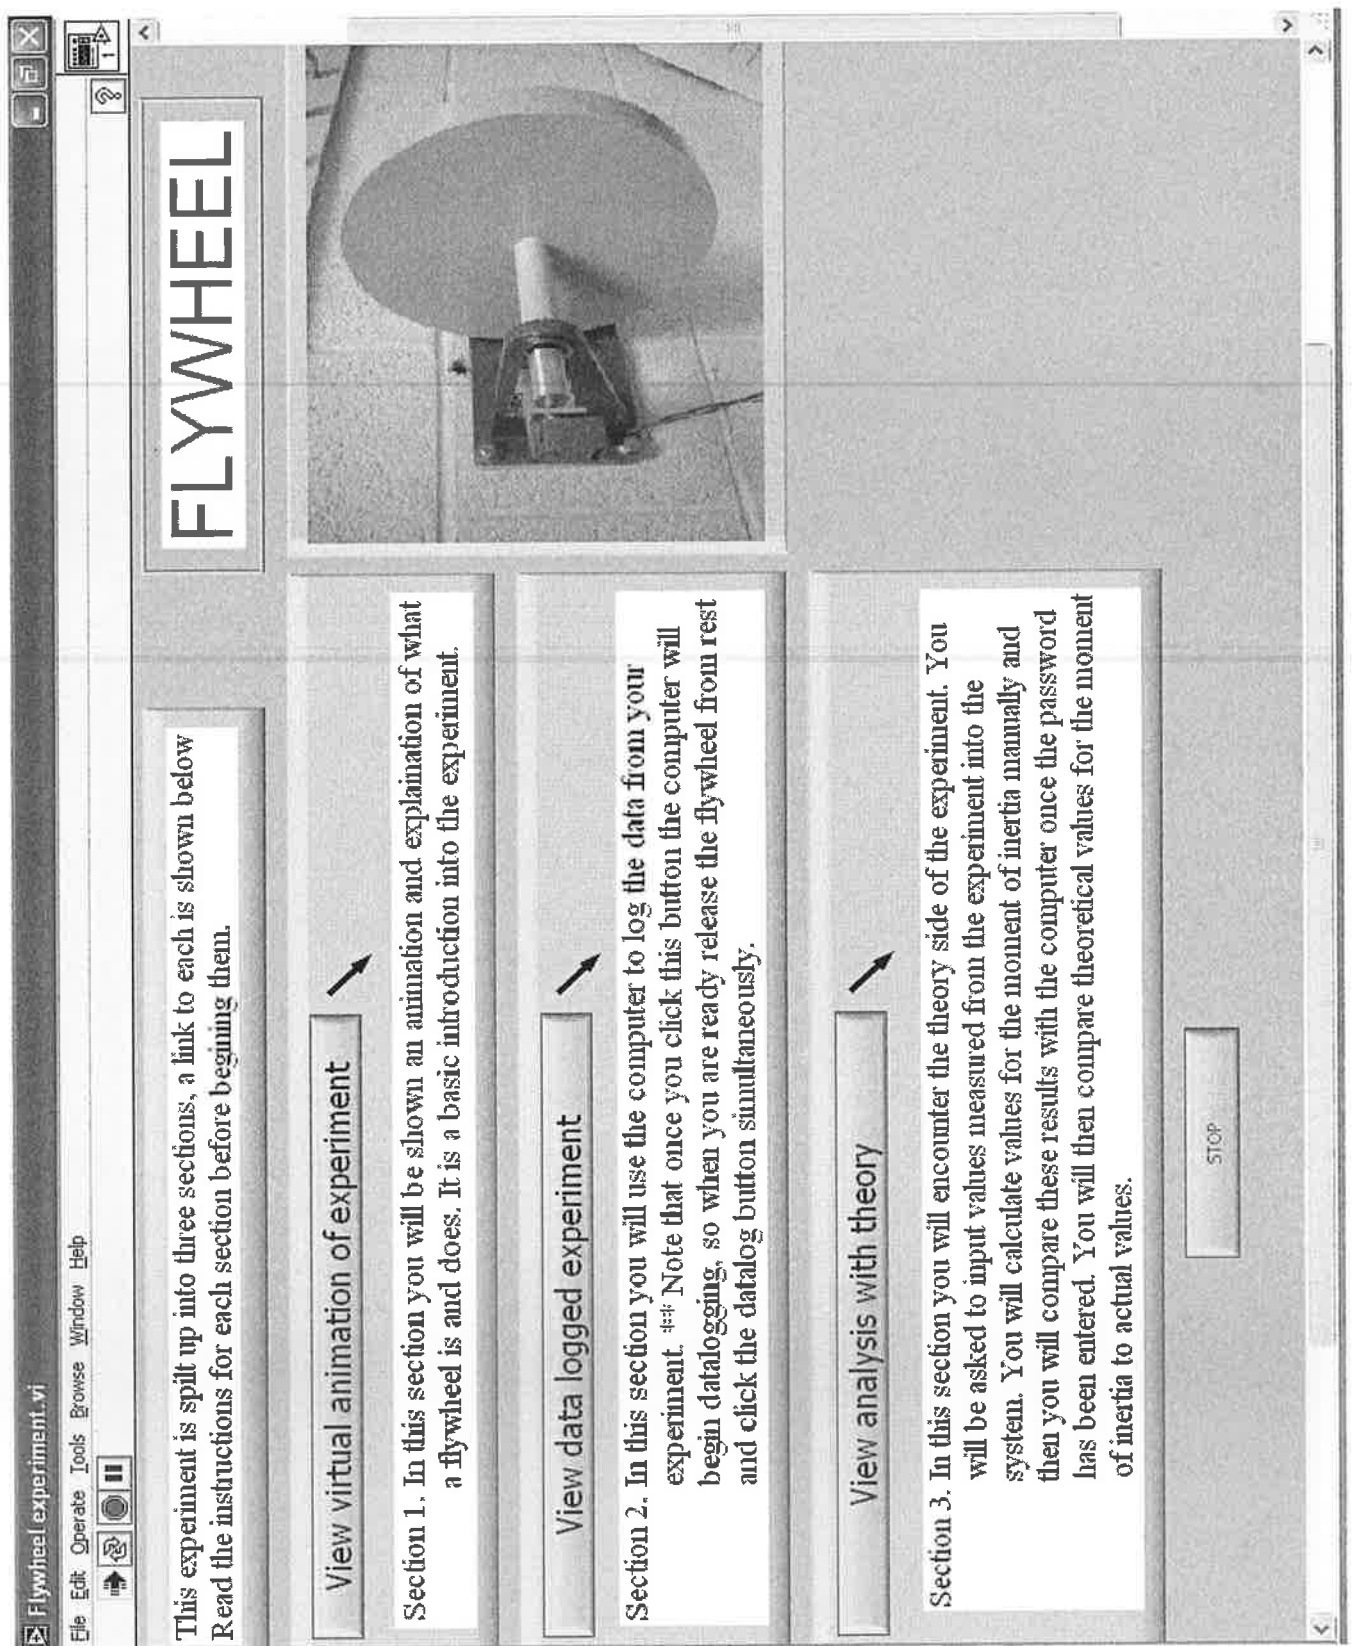 Flywheel experiment.vi
File Edit Operate Tools Browse Window Help
1
?
FLYWHEEL
This experiment is spilt up into three sections, a link to each is shown below
Read the instructions for each section before begining them.
View virtual animation of experiment
Section 1. In this section you will be shown an animation and explaination of what
a flywheel is and does. It is a basic introduction into the experiment.
View data logged experiment
Section 2. In this section you will use the computer to log the data from your
experiment. ** Note that once you click this button the computer will
begin datalogging, so when you are ready release the flywheel from rest
and click the datalog button simultaneously.
View analysis with theory
Section 3. In this section you will encounter the theory side of the experiment. You
will be asked to input values measured from the experiment into the
system. You will calculate values for the moment of inertia manually and
then you will compare these results with the computer once the password
has been entered. You will then compare theoretical values for the moment
of inertia to actual values.
STOP